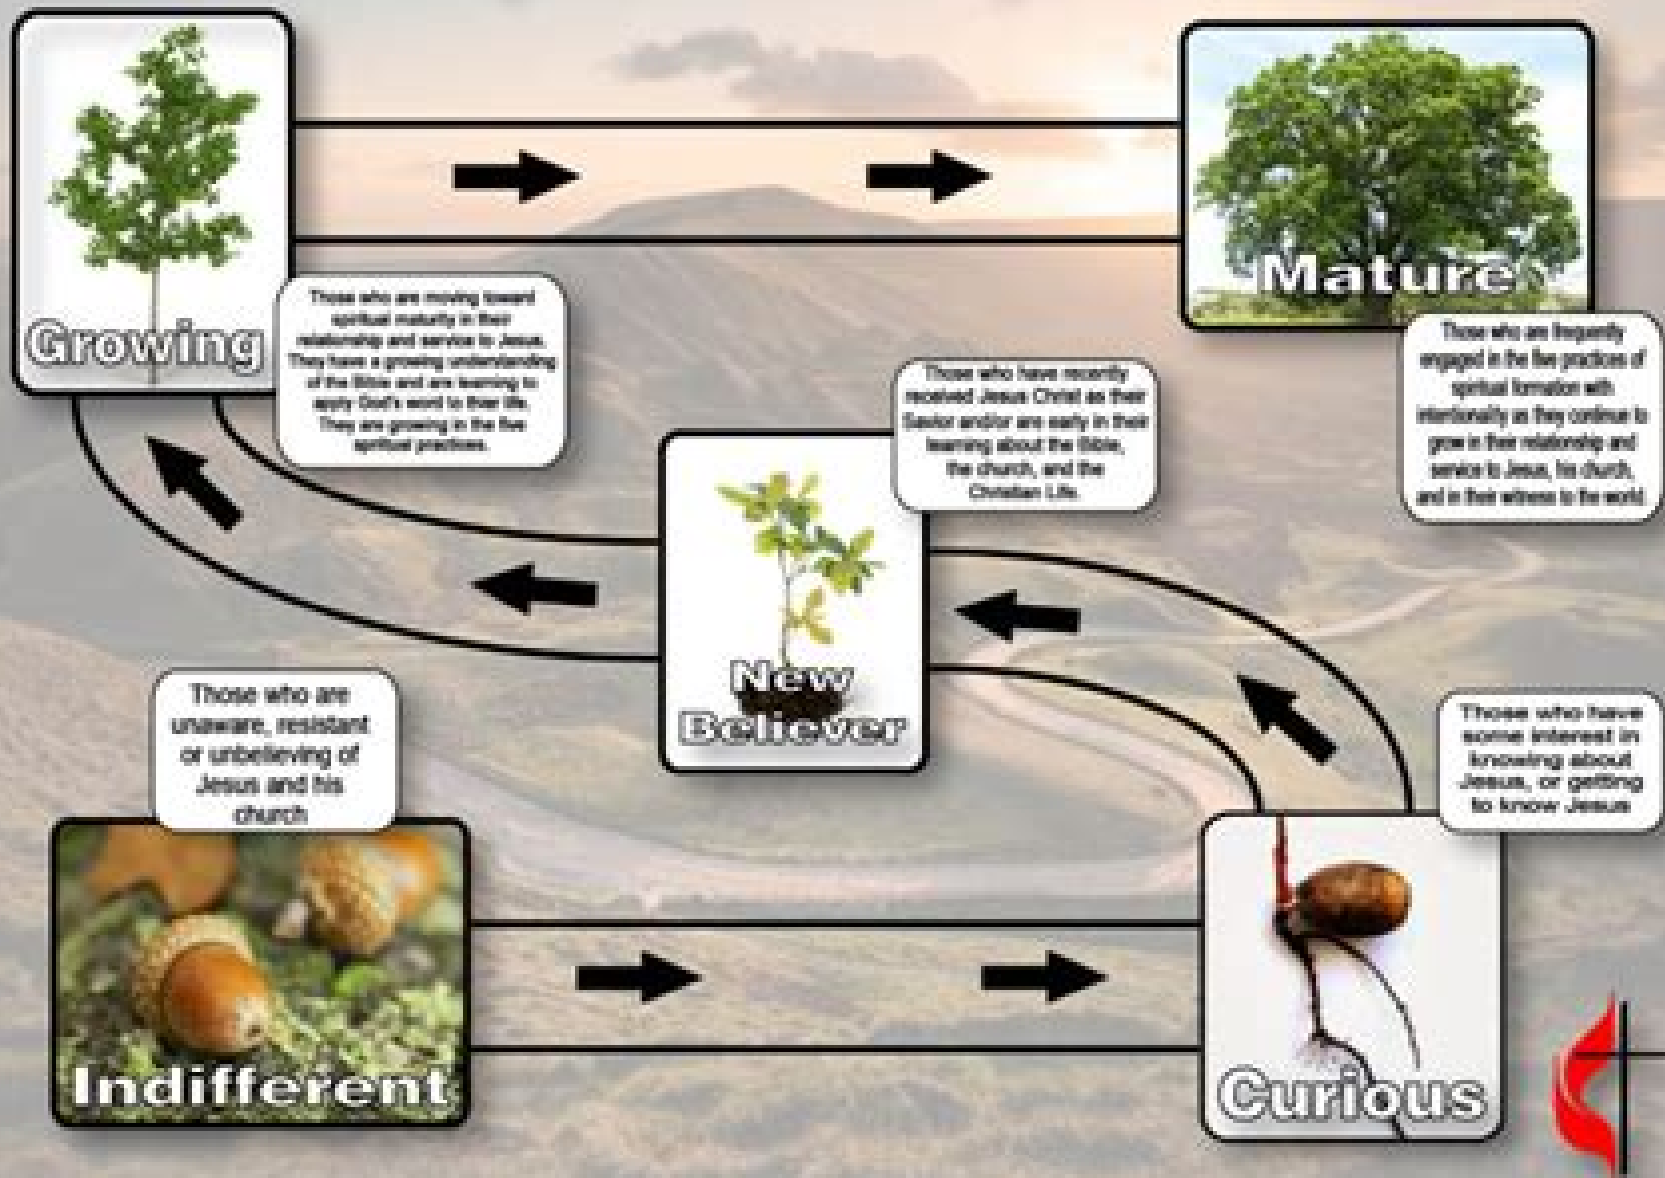 Growing
Those who are moving toward
spiritual maturity in their
relationship and service to Jesus.
They have a growing understanding
of the Bible and are learning to
apply God's word to thier life.
They are growing in the five
spritual practices.
Mature
Those who are frequently
engaged in the five practices of
spiritual formation with
intentionally as they continue to
grow in their relationship and
service to Jesus, his church,
and in their witness to the world.
Those who have recently
received Jesus Christ as their
Savior and/or are early in their
learning about the Bible,
the church, and the
Christian Life.
New
Believer
Those who are
unaware, resistant
or unbelieving of
Jesus and his
church
Indifferent
Those who have
some interest in
knowing about
Jesus, or getting
to know Jesus
Curious